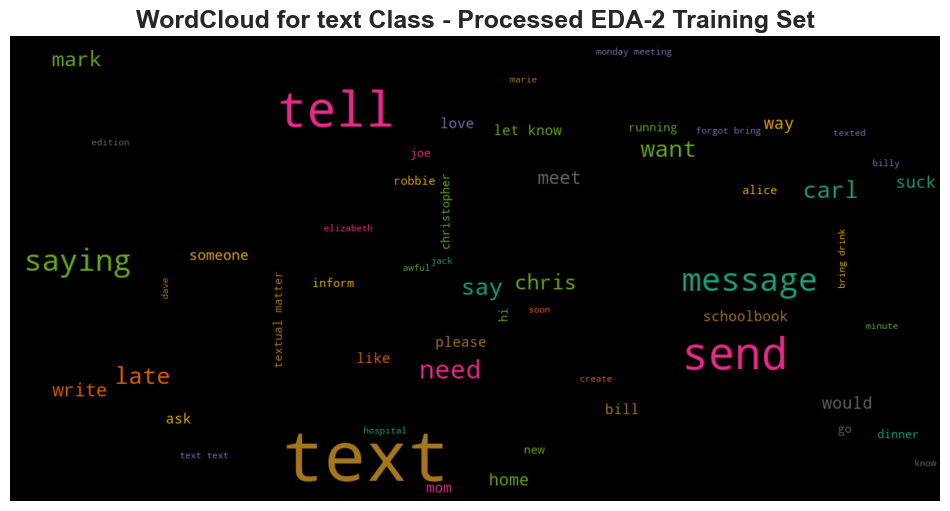 WordCloud for text Class - Processed EDA-2 Training Set
mark
monday meeting
marie
tell
love
let know
running
forgot bring
way
texted
edition
joe
want
billy
robbie
christopher
meet
alice
carl
suck
elizabeth
saying
someone
dave
textual matter
inform
awful
jack
say
chris
hi
soon
message
bring drink
schoolbook
minute
please
like
need
send
late
write
create
ask
bill
would
go
dinner
hospital
text text
text
new
home
mom
know